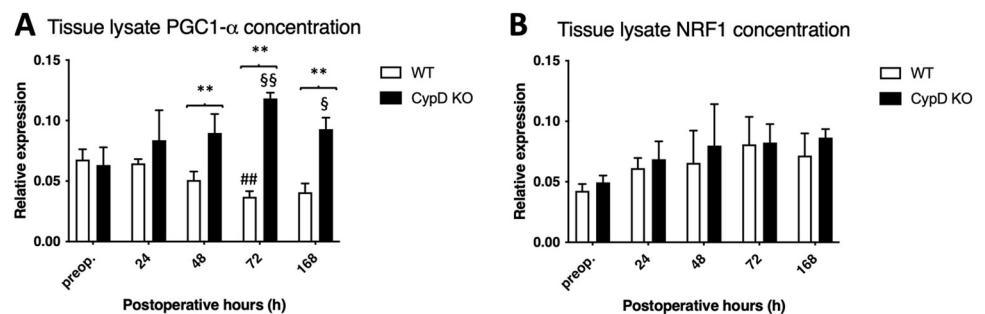 A Tissue lysate PGC1-α concentration
0.15
0.10
0.05
0.00
Relative expression
**
**
**
§§
§
##
WT
CypD KO
preop.
24
48
72
168
Postoperative hours (h)
B Tissue lysate NRF1 concentration
0.15
0.10
0.05
0.00
Relative expression
WT
CypD KO
preop.
24
48
72
168
Postoperative hours (h)